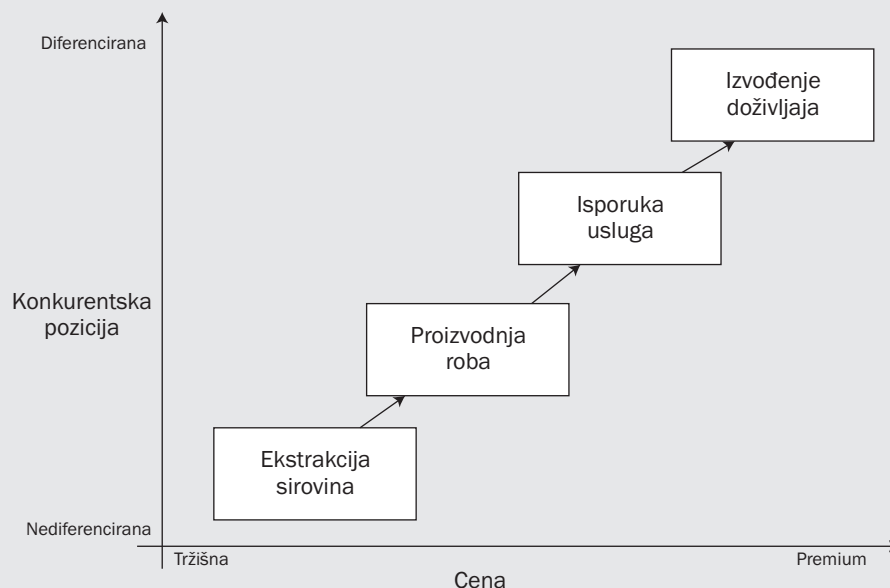 Diferencirana
Izvođenje
doživljaja
Isporuka
usluga
Konkurentska
pozicija
Proizvodnja
roba
Ekstrakcija
sirovina
Nediferencirana
Tržišna
Premium
Cena